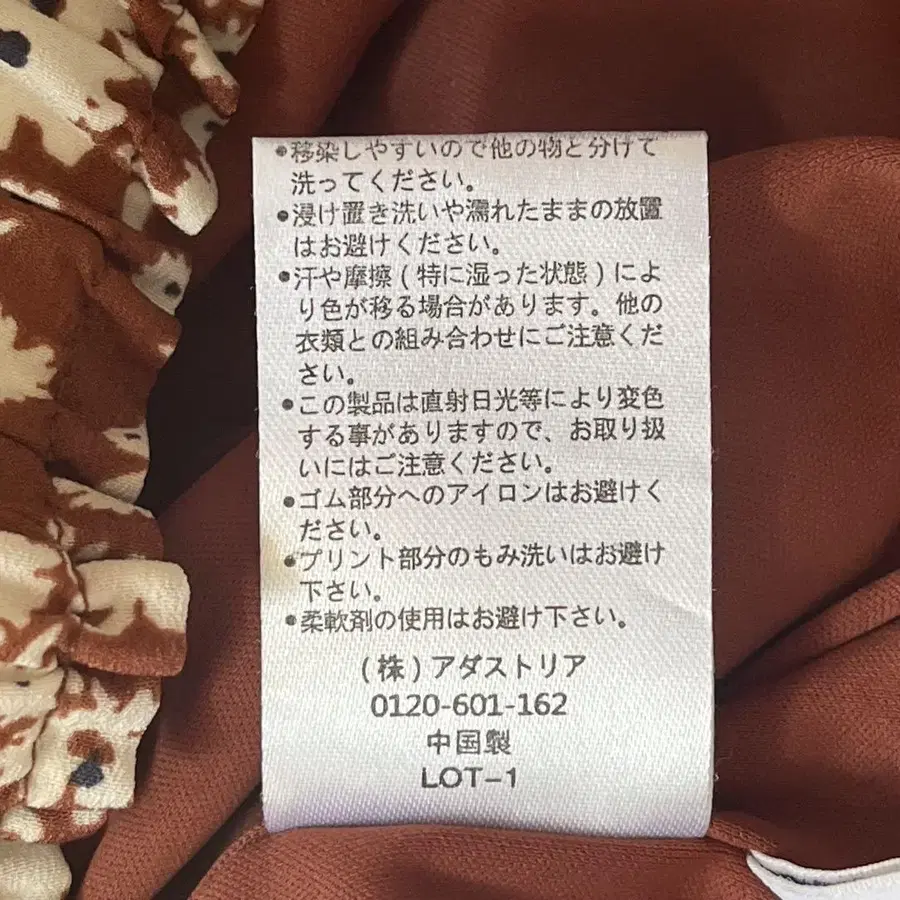 •移染しやすいので他の物と分けて
洗ってください。
•浸け置き洗いや濡れたままの放置
はお避けください。
•汗や摩擦(特に湿った状態)によ
り色が移る場合があります。他の
衣類との組み合わせにご注意くだ
さい。
•この製品は直射日光等により変色
する事がありますので、お取り扱
いにはご注意ください。
•ゴム部分へのアイロンはお避けく
ださい。
•プリント部分のもみ洗いはお避け
下さい。
•柔軟剤の使用はお避け下さい。
(株)アダストリア
0120-601-162
中国製
LOT-1